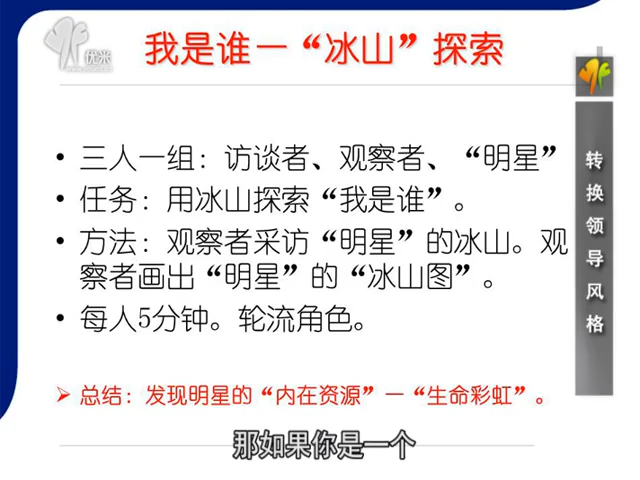 优米
我是谁—“冰山”探索
• 三人一组：访谈者、观察者、“明星”
• 任务：用冰山探索“我是谁”。
• 方法：观察者采访“明星”的冰山。观
察者画出“明星”的“冰山图”。
• 每人5分钟。轮流角色。
➢ 总结：发现明星的“内在资源”—“生命彩虹”。
转换领导风格
那如果你是一个